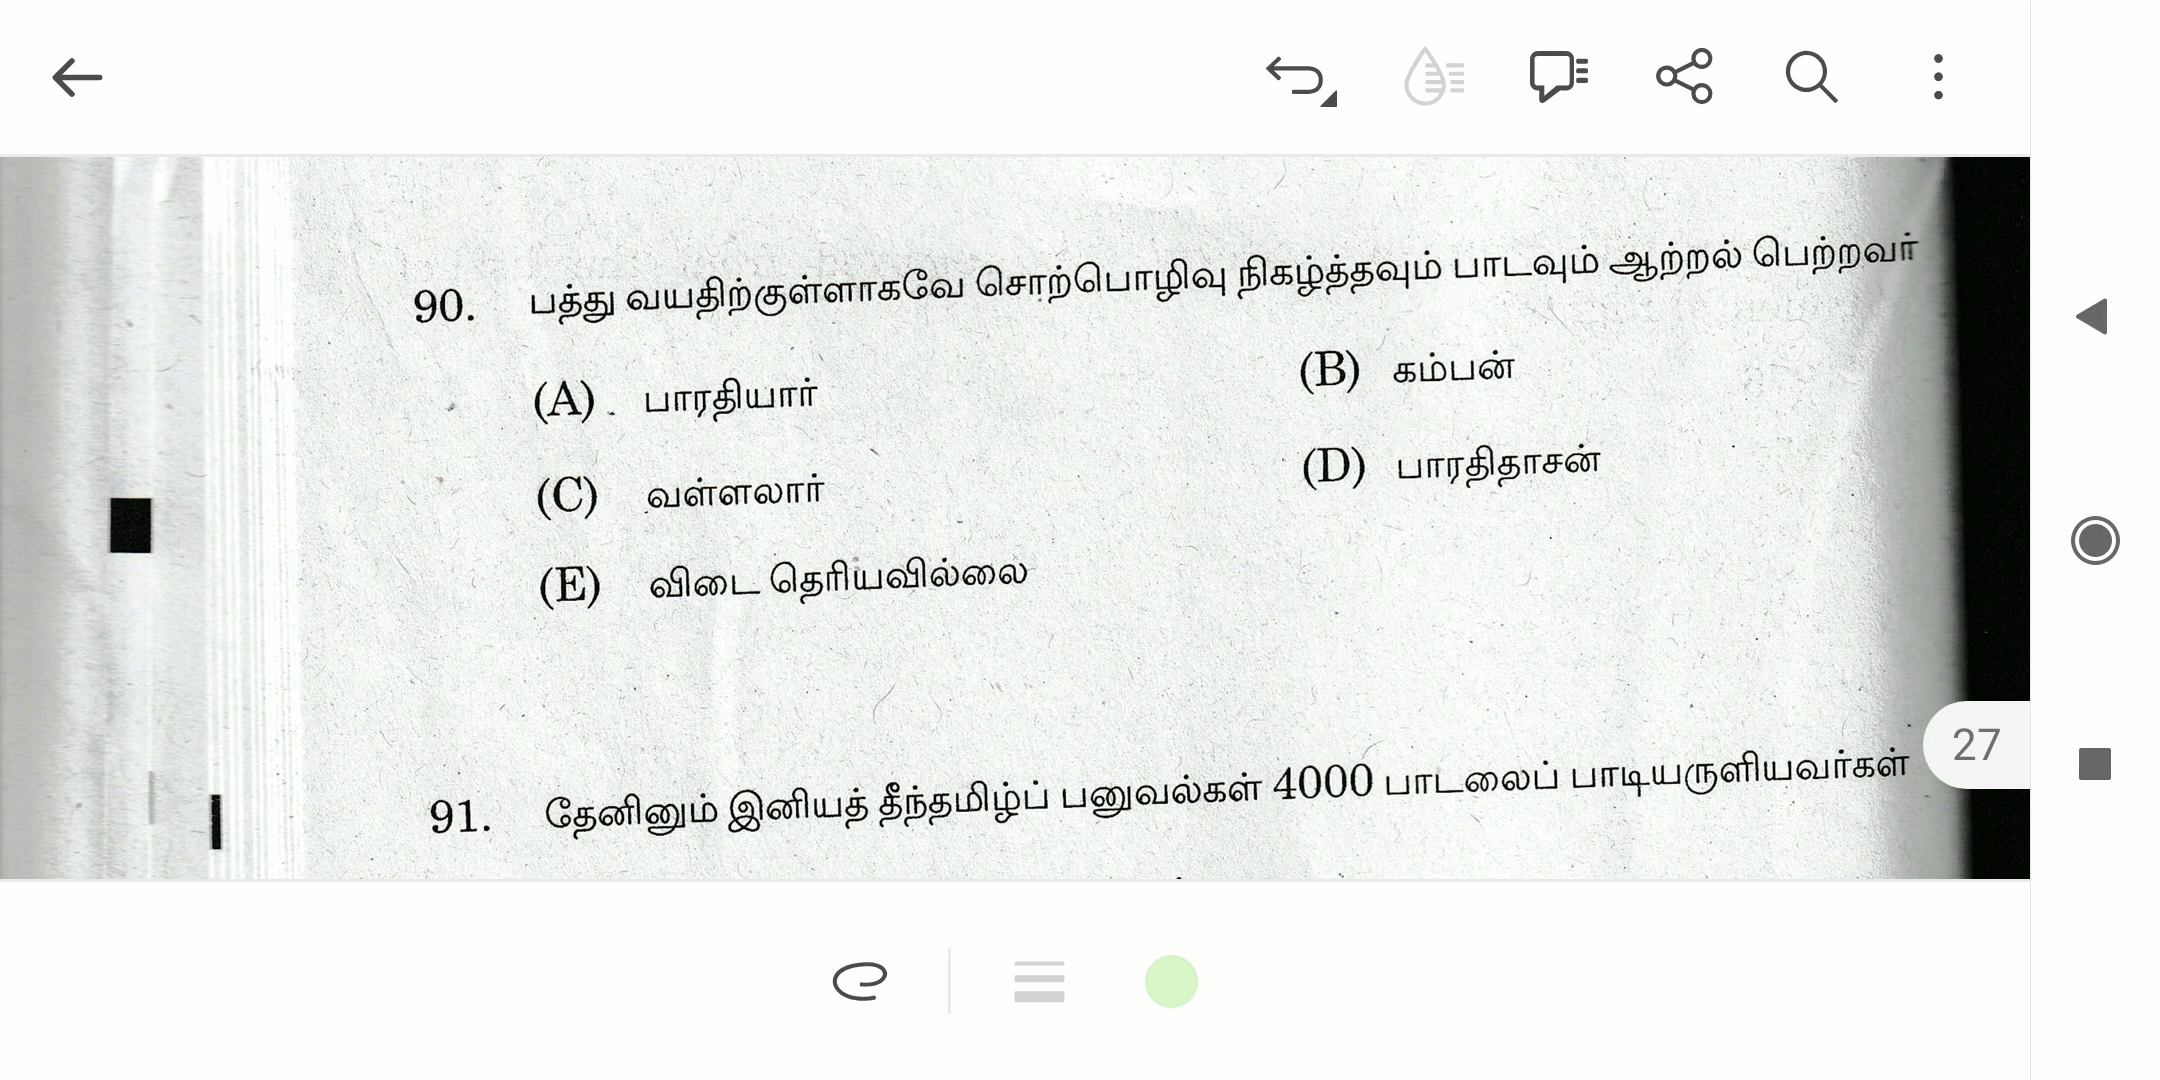 90. பத்து வயதிற்குள்ளாகவே சொற்பொழிவு நிகழ்த்தவும் பாடவும் ஆற்றல் பெற்றவர்
(A) பாரதியார் (B) கம்பன்
(C) வள்ளலார் (D) பாரதிதாசன்
(E) விடை தெரியவில்லை
27
91. தேனினும் இனியத் தீந்தமிழ்ப் பனுவல்கள் 4000 பாடலைப் பாடியருளியவர்கள்